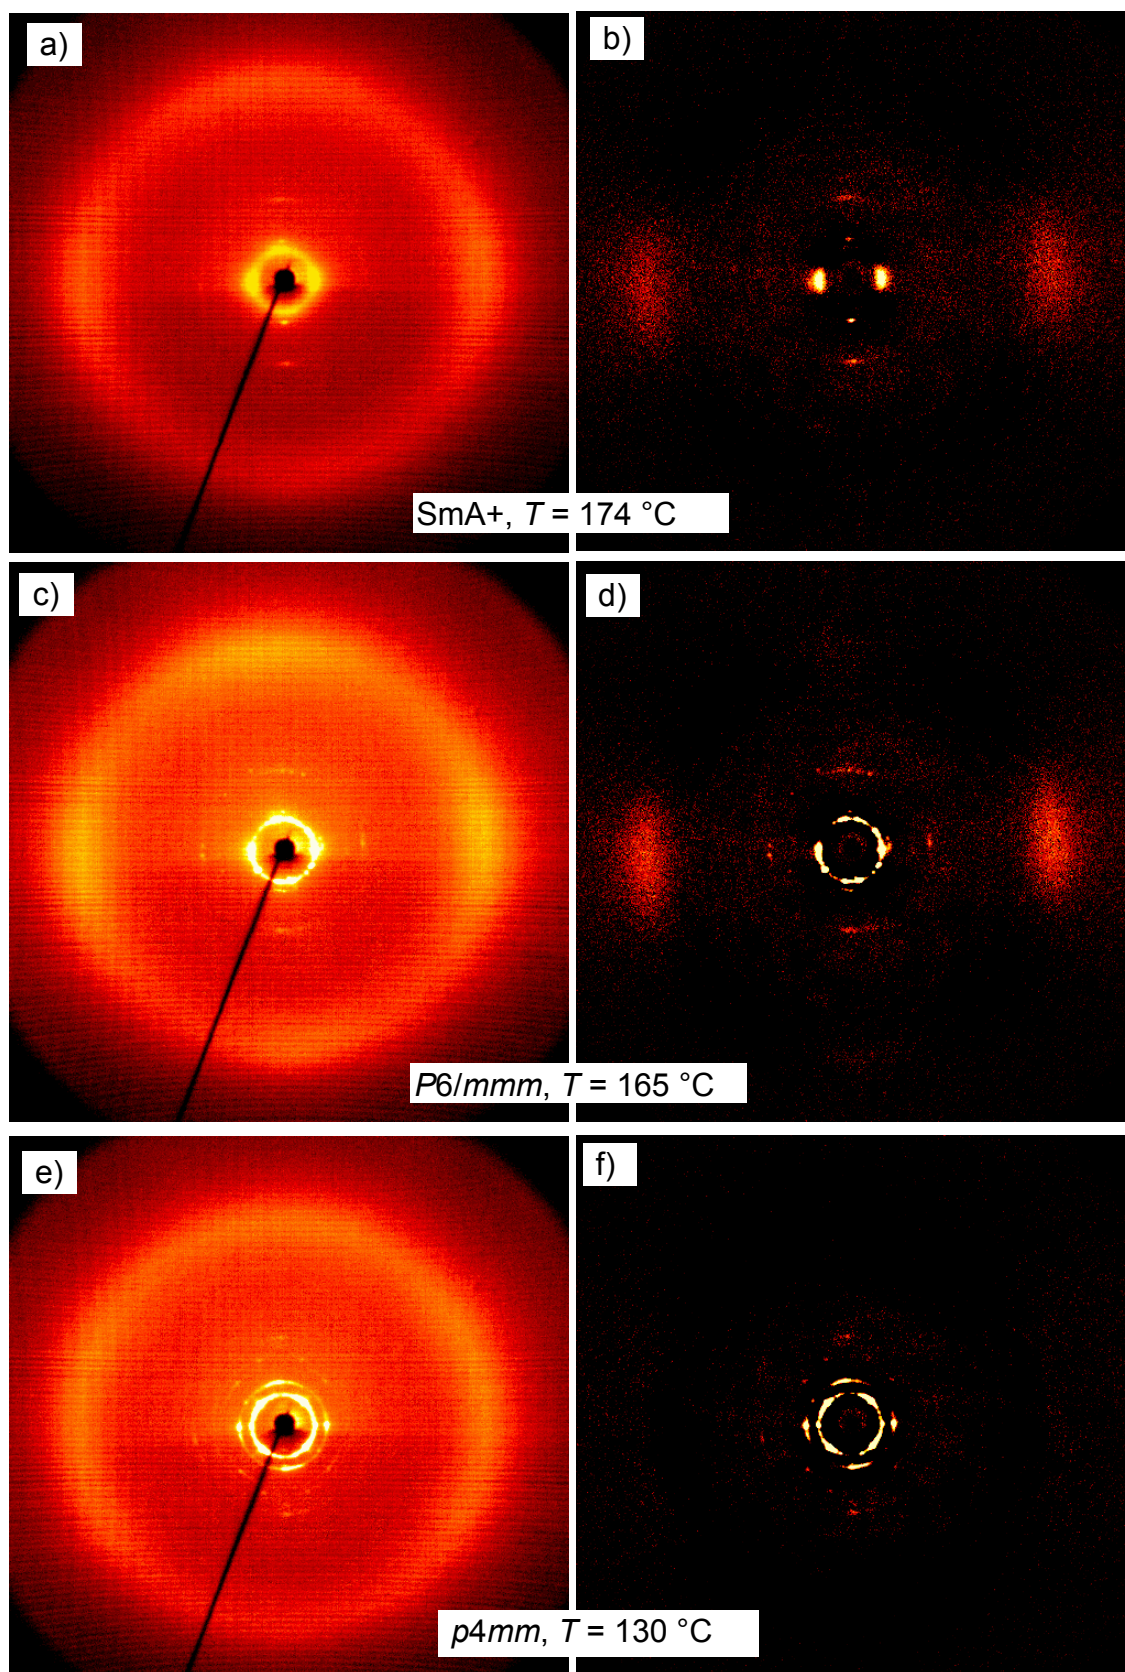 a)
b)
SmA+, T = 174 °C
c)
d)
P6/mmm, T = 165 °C
e)
f)
p4mm, T = 130 °C